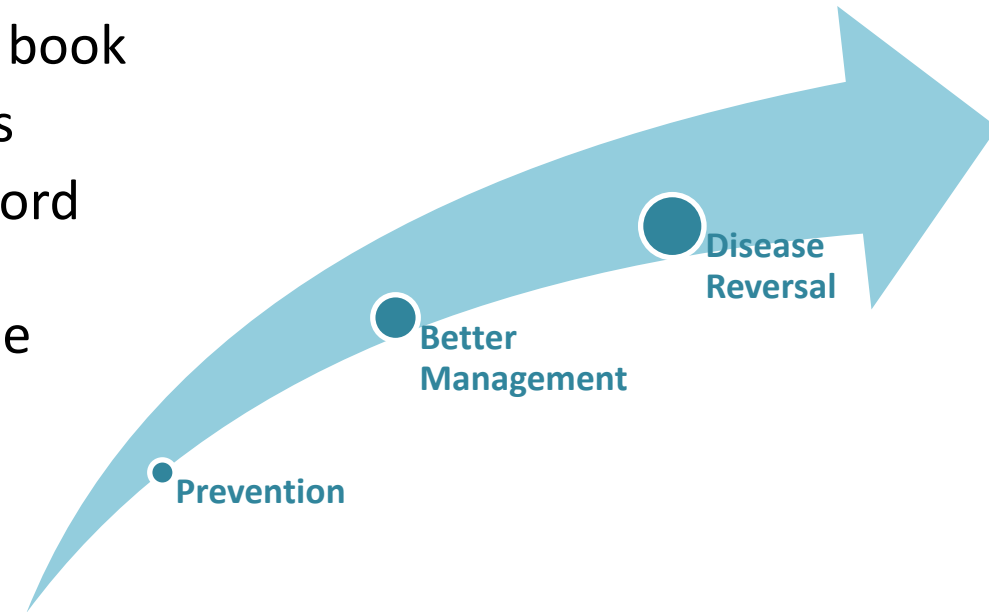 book
s
ord
e
Disease
Reversal
Better
Management
Prevention